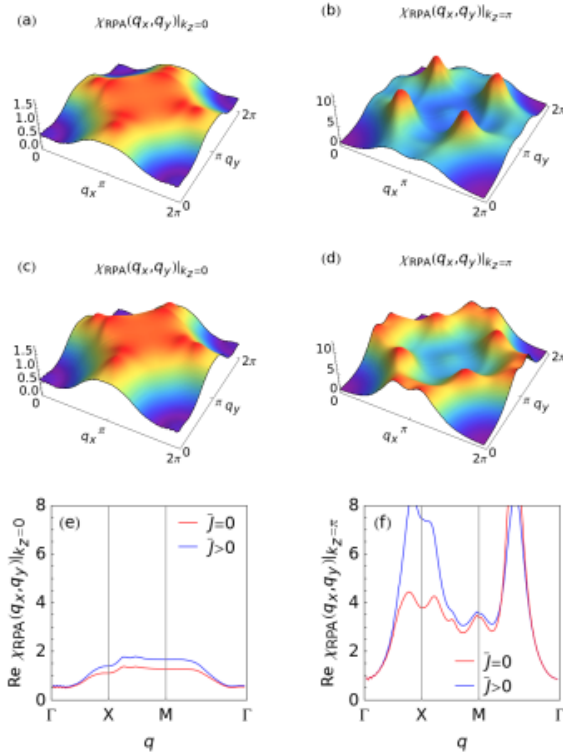 (a) χRPA(qx,qy)|kz=0
1.5
1.0
0.5
0.0
0
qx π
2π
0
π qy
2π
(b) χRPA(qx,qy)|kz=π
10
5
0
0
qx π
2π
0
π qy
2π
(c) χRPA(qx,qy)|kz=0
1.5
1.0
0.5
0.0
0
qx π
2π
0
π qy
2π
(d) χRPA(qx,qy)|kz=π
10
5
0
0
qx π
2π
0
π qy
2π
(e)
J̄=0
J̄>0
Re χRPA(qx,qy)|kz=0
8
6
4
2
0
Γ X M Γ
q
(f)
J̄=0
J̄>0
Re χRPA(qx,qy)|kz=π
8
6
4
2
0
Γ X M Γ
q